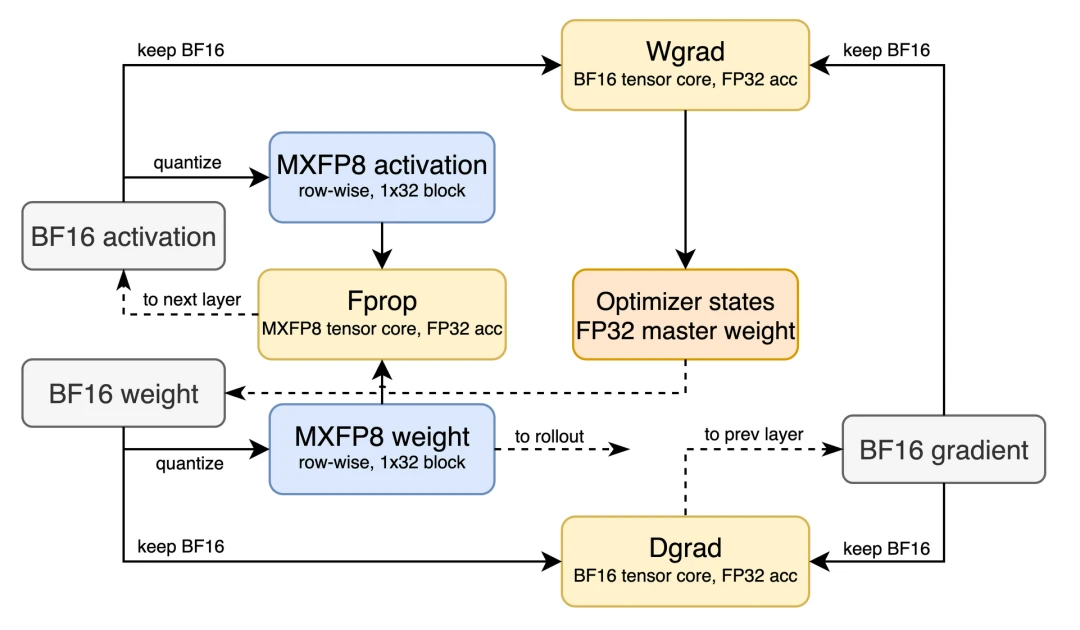 keep BF16
Wgrad
BF16 tensor core, FP32 acc
keep BF16
quantize
MXFP8 activation
row-wise, 1x32 block
BF16 activation
to next layer
Fprop
MXFP8 tensor core, FP32 acc
Optimizer states
FP32 master weight
BF16 weight
quantize
MXFP8 weight
row-wise, 1x32 block
to rollout
to prev layer
BF16 gradient
keep BF16
Dgrad
BF16 tensor core, FP32 acc
keep BF16